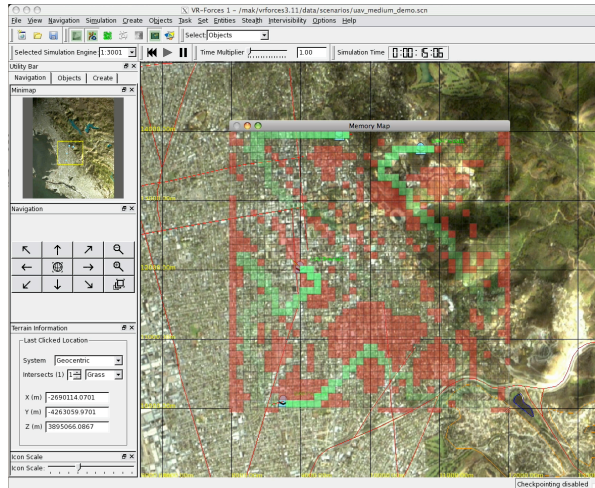 VR-Forces 1 - /mak/vrforces3.11/data/scenarios/uav_medium_demo.scn
File View Navigation Simulation Create Objects Task Set Entities Stealth Intervisibility Options Help
Select: Objects
Selected Simulation Engine 1:3001
Time Multiplier 1.00
Simulation Time
Utility Bar
Navigation Objects Create
Minimap
Memory Map
Navigation
Terrain Information
Last Clicked Location
System Geocentric
Intersects (1) 1 Grass
X (m) -2690114.0701
Y (m) -4263059.9701
Z (m) 3895066.0867
Icon Scale
Icon Scale:
Checkpointing disabled